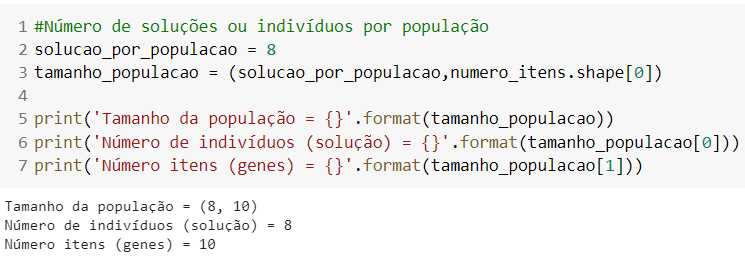 1 #Número de soluções ou indivíduos por população
2 solucao_por_populacao = 8
3 tamanho_populacao = (solucao_por_populacao,numero_itens.shape[0])
4
5 print('Tamanho da população = {}'.format(tamanho_populacao))
6 print('Número de indivíduos (solução) = {}'.format(tamanho_populacao[0]))
7 print('Número itens (genes) = {}'.format(tamanho_populacao[1]))
Tamanho da população = (8, 10)
Número de indivíduos (solução) = 8
Número itens (genes) = 10